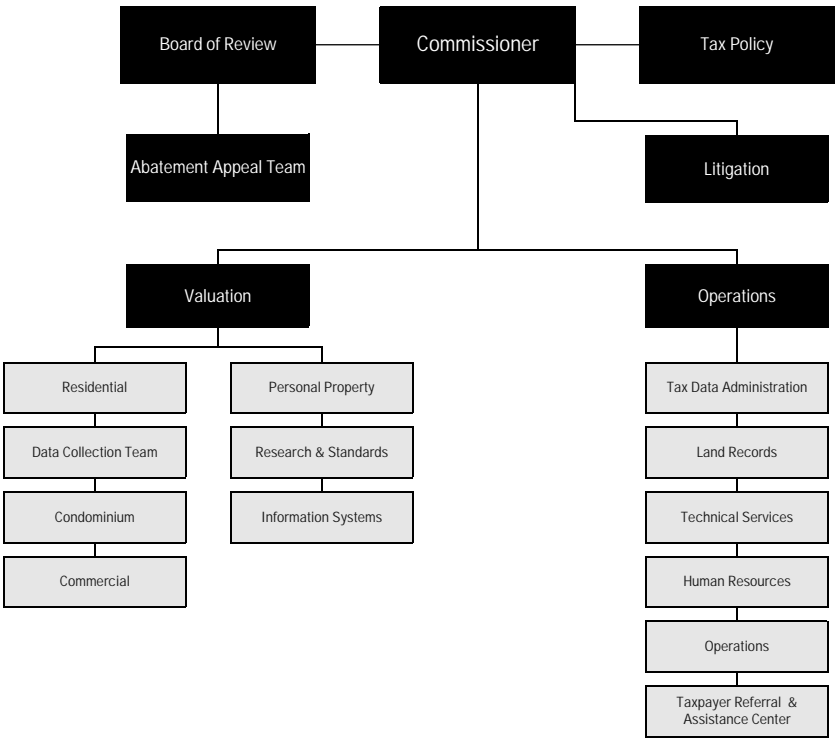 Board of Review
Commissioner
Tax Policy
Abatement Appeal Team
Litigation
Valuation
Operations
Residential
Personal Property
Tax Data Administration
Data Collection Team
Research & Standards
Land Records
Condominium
Information Systems
Technical Services
Commercial
Human Resources
Operations
Taxpayer Referral &
Assistance Center